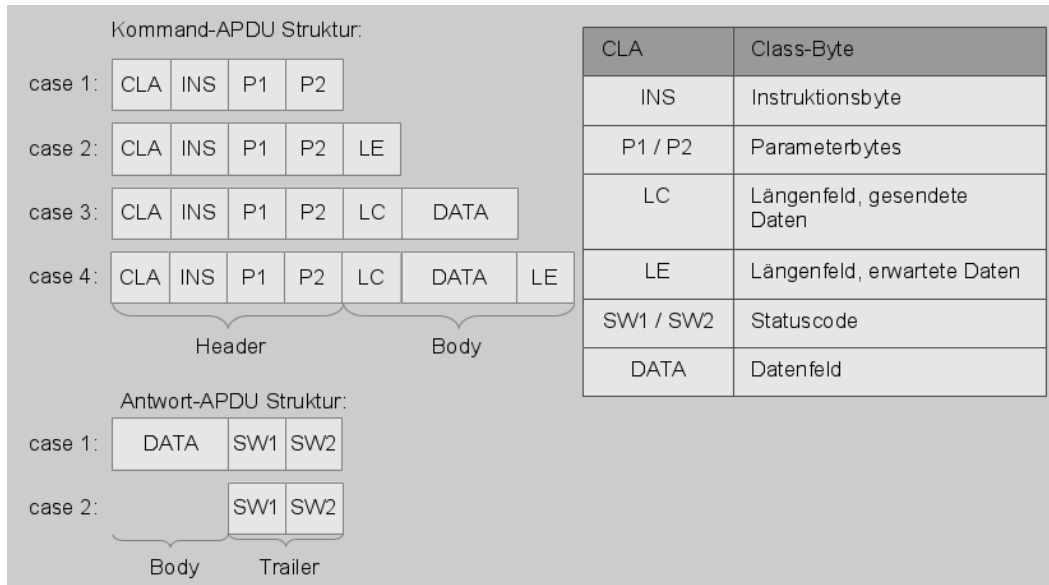 Kommand-APDU Struktur:
case 1: CLA INS P1 P2
case 2: CLA INS P1 P2 LE
case 3: CLA INS P1 P2 LC DATA
case 4: CLA INS P1 P2 LC DATA LE
Header Body
Antwort-APDU Struktur:
case 1: DATA SW1 SW2
case 2: SW1 SW2
Body Trailer
CLA Class-Byte
INS Instruktionsbyte
P1 / P2 Parameterbytes
LC Längenfeld, gesendete
Daten
LE Längenfeld, erwartete Daten
SW1 / SW2 Statuscode
DATA Datenfeld